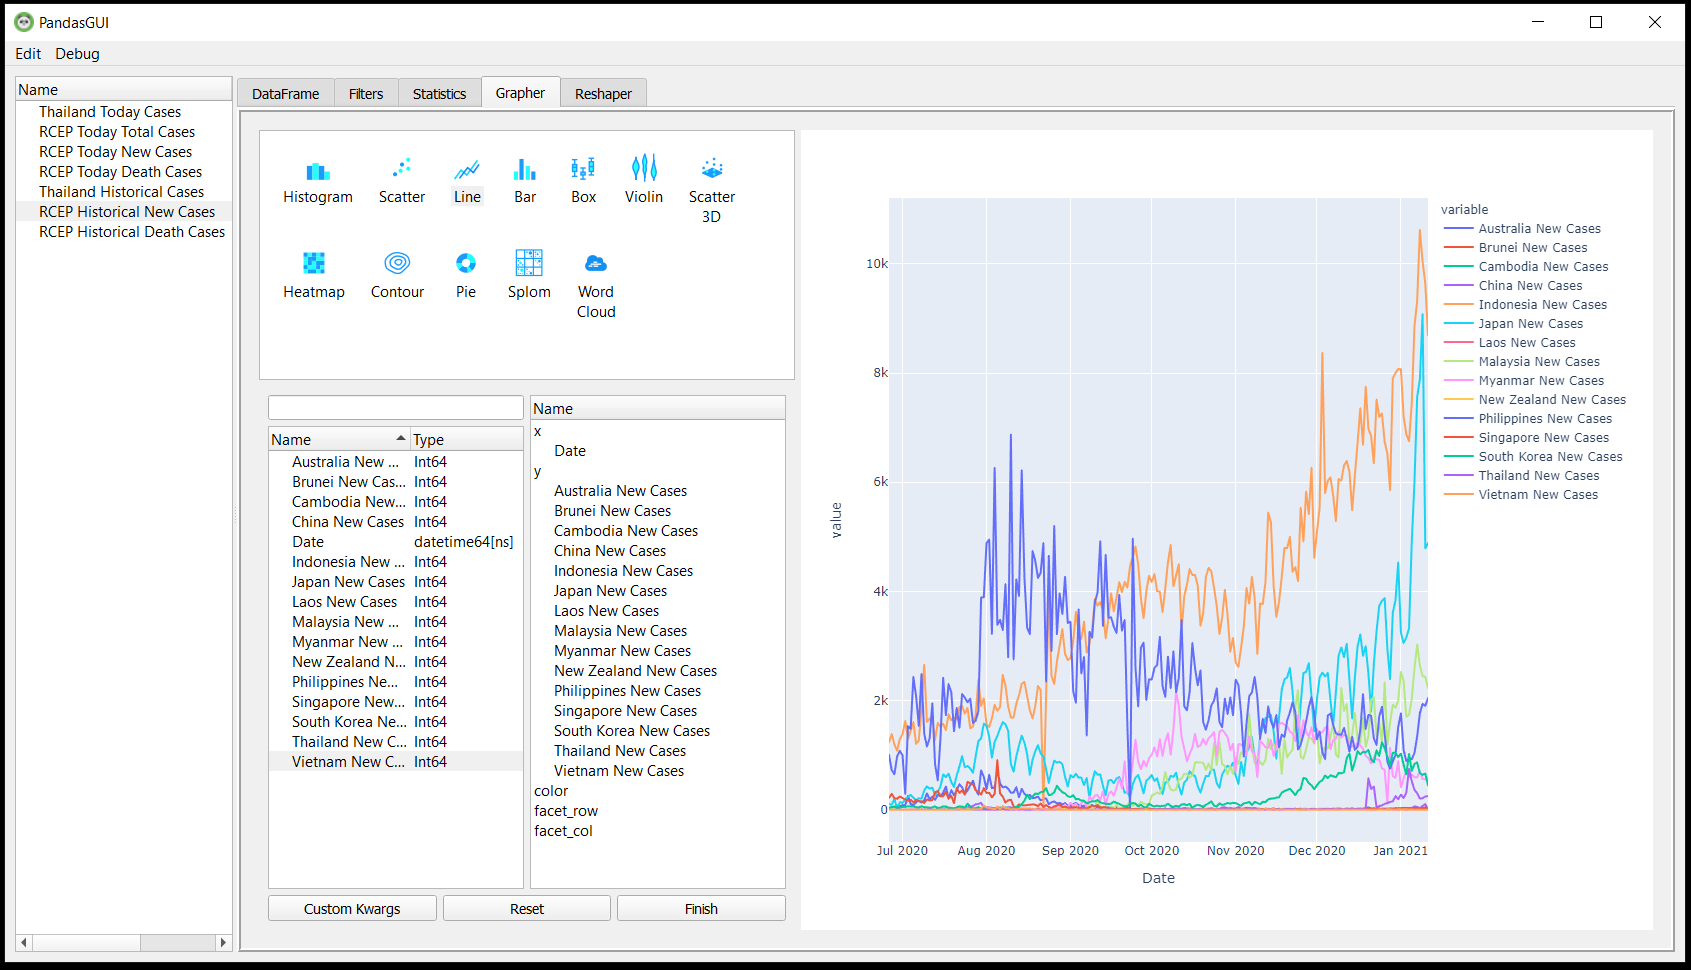 PandasGUI
Edit Debug
Name
Thailand Today Cases
RCEP Today Total Cases
RCEP Today New Cases
RCEP Today Death Cases
Thailand Historical Cases
RCEP Historical New Cases
RCEP Historical Death Cases
DataFrame Filters Statistics Grapher Reshaper
Histogram Scatter Line Bar Box Violin Scatter
3D
Heatmap Contour Pie Splom Word
Cloud
Name Type
Australia New ... Int64
Brunei New Cas... Int64
Cambodia New... Int64
China New Cases Int64
Date datetime64[ns]
Indonesia New ... Int64
Japan New Cases Int64
Laos New Cases Int64
Malaysia New ... Int64
Myanmar New ... Int64
New Zealand N... Int64
Philippines Ne... Int64
Singapore New... Int64
South Korea Ne... Int64
Thailand New C... Int64
Vietnam New C... Int64
Name
x
Date
y
Australia New Cases
Brunei New Cases
Cambodia New Cases
China New Cases
Indonesia New Cases
Japan New Cases
Laos New Cases
Malaysia New Cases
Myanmar New Cases
New Zealand New Cases
Philippines New Cases
Singapore New Cases
South Korea New Cases
Thailand New Cases
Vietnam New Cases
color
facet_row
facet_col
Custom Kwargs Reset Finish
value
10k
8k
6k
4k
2k
0
Jul 2020 Aug 2020 Sep 2020 Oct 2020 Nov 2020 Dec 2020 Jan 2021
Date
variable
Australia New Cases
Brunei New Cases
Cambodia New Cases
China New Cases
Indonesia New Cases
Japan New Cases
Laos New Cases
Malaysia New Cases
Myanmar New Cases
New Zealand New Cases
Philippines New Cases
Singapore New Cases
South Korea New Cases
Thailand New Cases
Vietnam New Cases